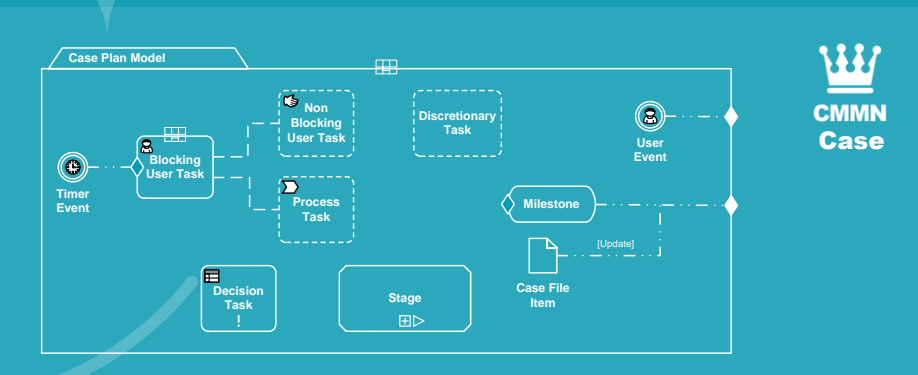 Case Plan Model
Non
Blocking
User Task
Discretionary
Task
Blocking
User Task
Timer
Event
Process
Task
User
Event
Milestone
[Update]
Case File
Item
Decision
Task
!
Stage
CMMN
Case